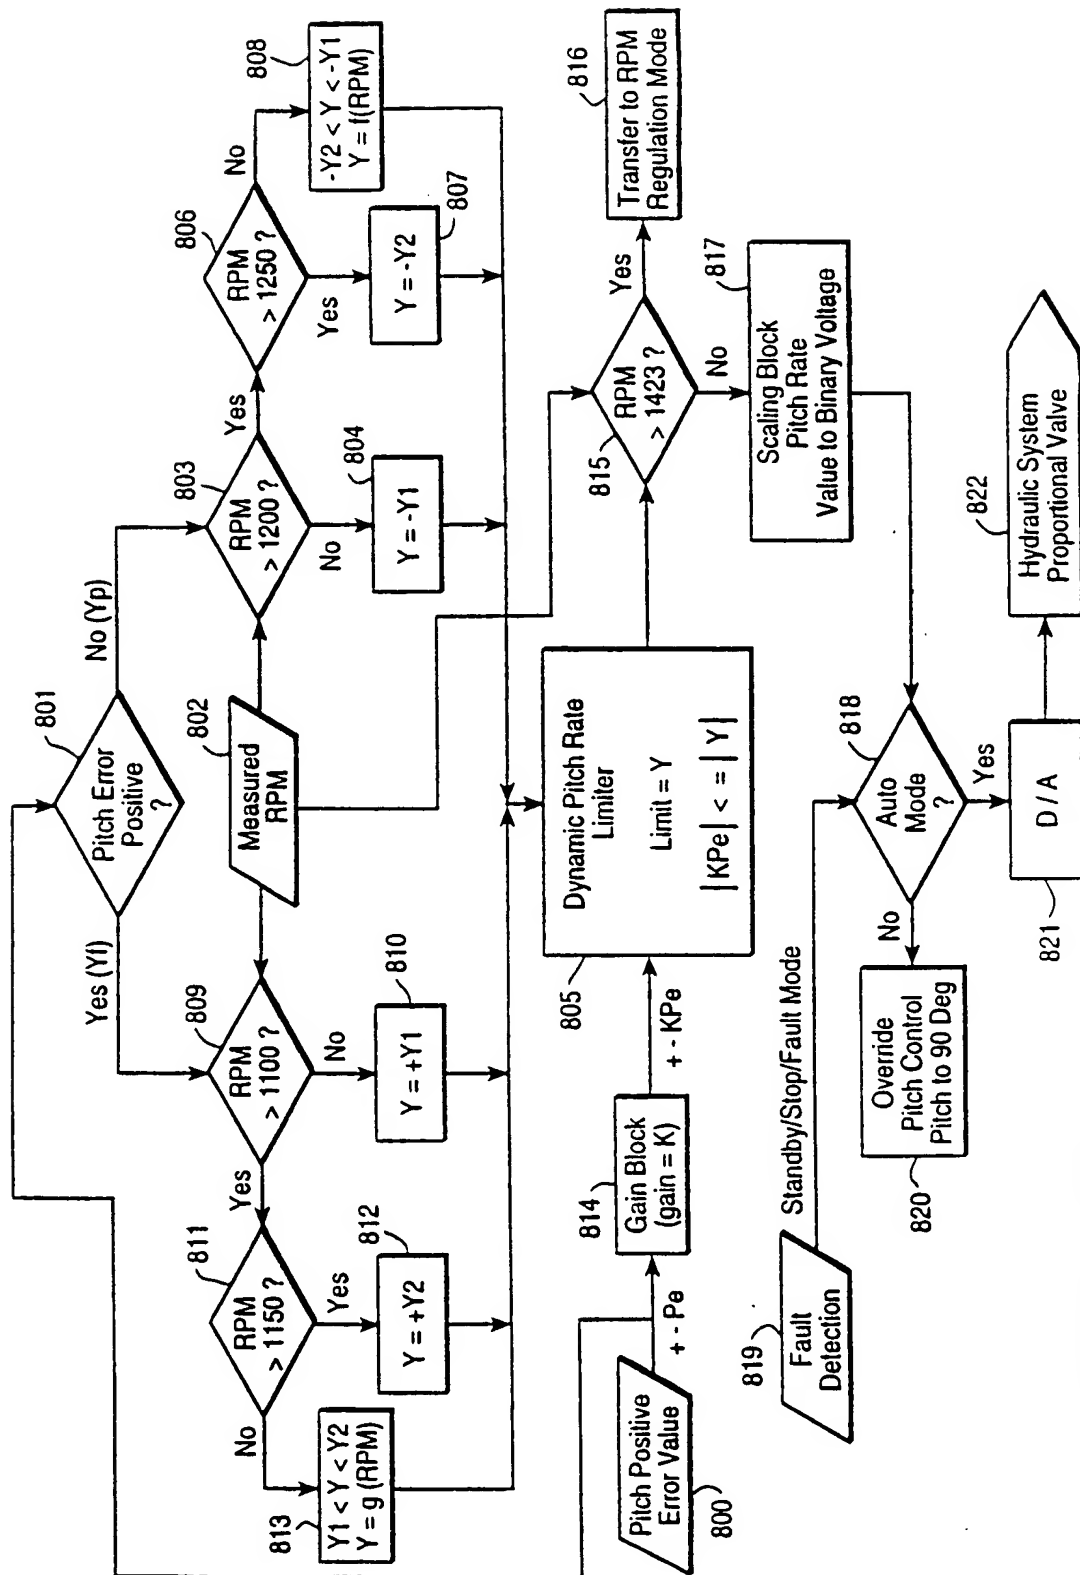 801
Pitch Error
Positive
?
Yes (Yf)
No (Yp)
802
Measured
RPM
803
RPM
> 1200 ?
Yes
No
804
Y = -Y1
806
RPM
> 1250 ?
Yes
No
807
Y = -Y2
808
-Y2 < Y < -Y1
Y = f(RPM)
809
RPM
> 1100 ?
Yes
No
810
Y = +Y1
811
RPM
> 1150 ?
Yes
No
812
Y = +Y2
813
Y1 < Y < Y2
Y = g (RPM)
800
Pitch Positive
Error Value
+ - Pe
814
Gain Block
(gain = K)
+ - KPe
805
Dynamic Pitch Rate
Limiter
Limit = Y
|KPe| < = |Y|
815
RPM
> 1423 ?
Yes
No
816
Transfer to RPM
Regulation Mode
817
Scaling Block
Pitch Rate
Value to Binary Voltage
819
Fault
Detection
Standby/Stop/Fault Mode
818
Auto
Mode
?
No
Yes
820
Override
Pitch Control
Pitch to 90 Deg
821
D / A
822
Hydraulic System
Proportional Valve